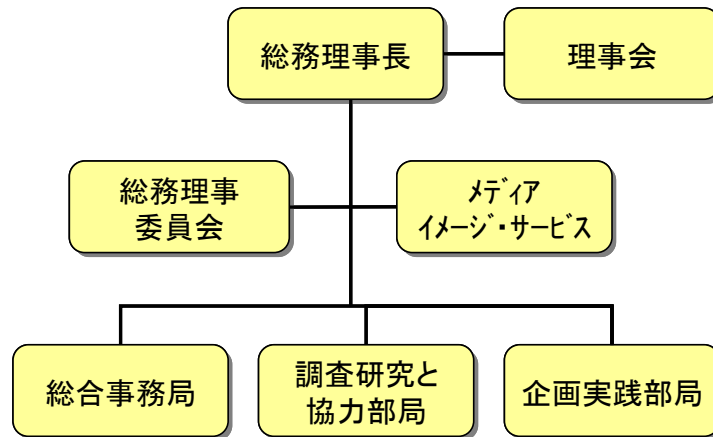 総務理事長
理事会
総務理事
委員会
ﾒﾃﾞｨｱ
ｲﾒｰｼﾞ・ｻｰﾋﾞｽ
総合事務局
調査研究と
協力部局
企画実践部局